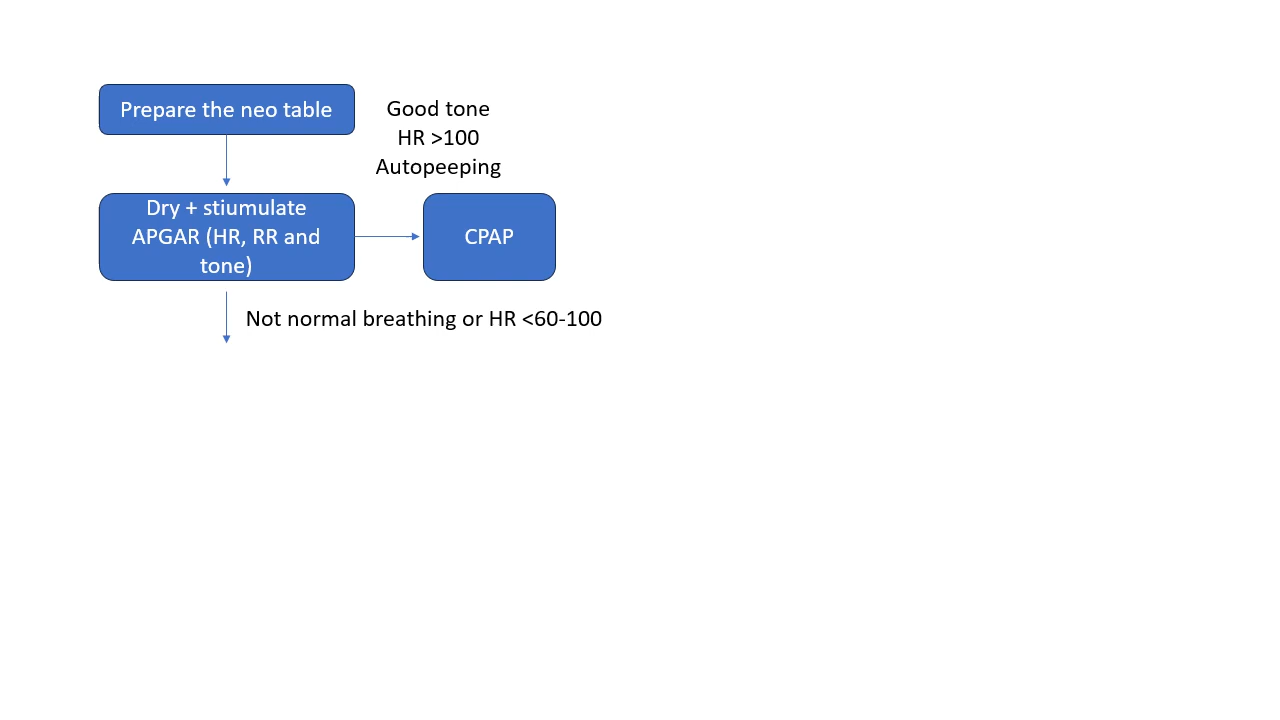 Prepare the neo table
Good tone
HR >100
Autopeeping
Dry + stiumulate
APGAR (HR, RR and
tone)
CPAP
Not normal breathing or HR <60-100